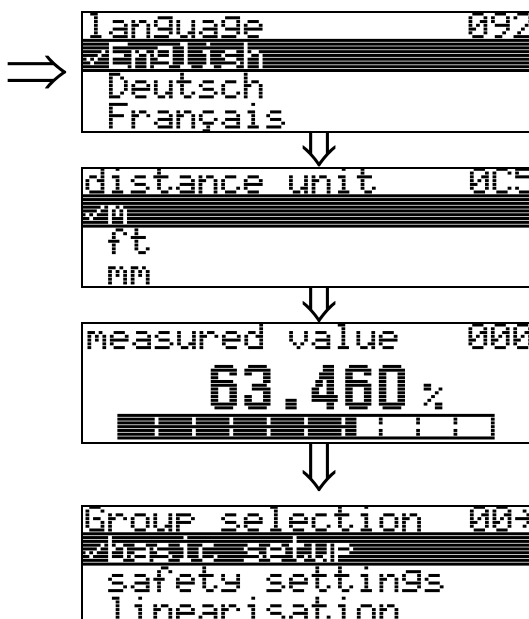 language 092
✓English
Deutsch
Français
distance unit 0C5
✓m
ft
mm
measured value 000
63.460 %
Group selection 00→
✓basic setup
safety settings
linearisation